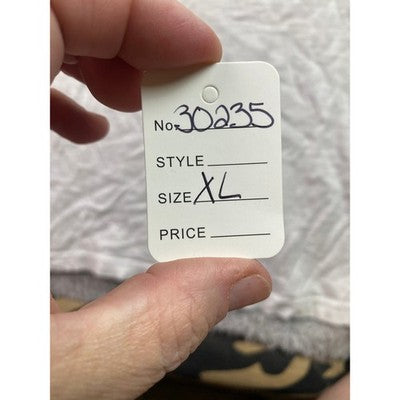 No. 30235
STYLE
SIZE XL
PRICE